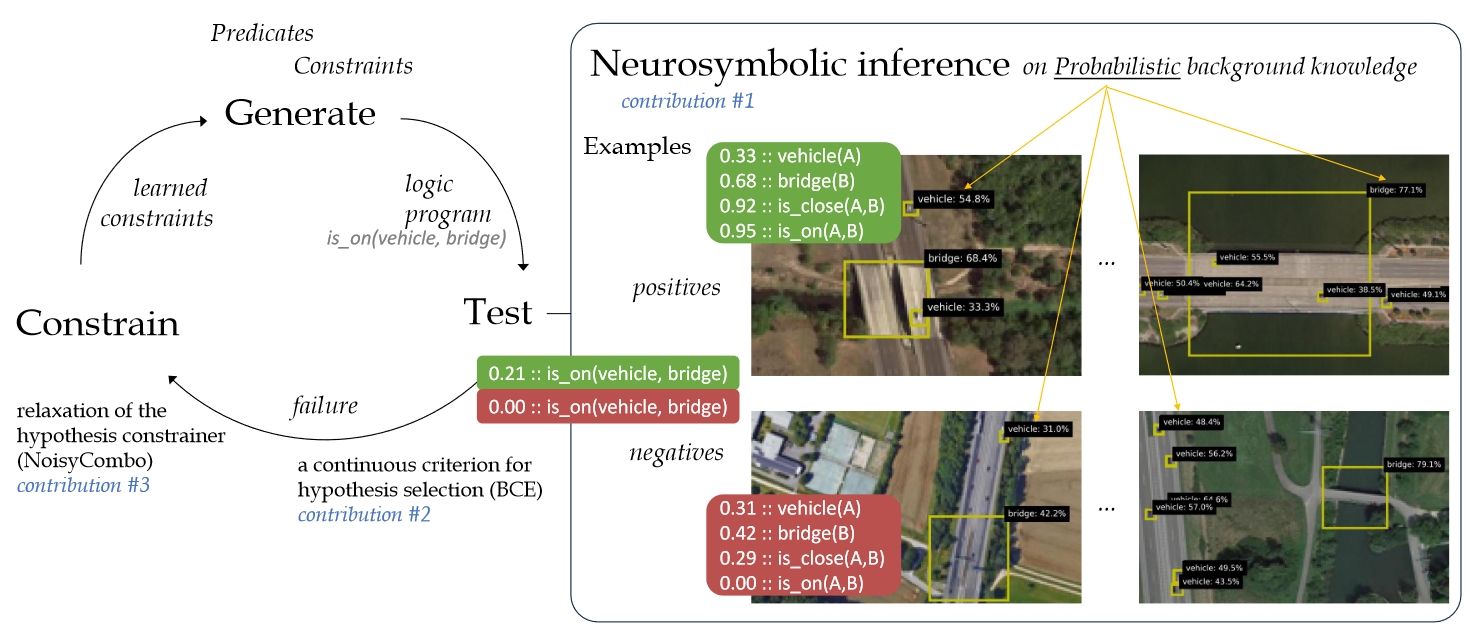 Predicates
Constraints
Generate
learned
constraints
logic
program
is_on(vehicle, bridge)
Constrain
Test
relaxation of the
hypothesis constrainer
(NoisyCombo)
contribution #3
failure
a continuous criterion for
hypothesis selection (BCE)
contribution #2
0.21 :: is_on(vehicle, bridge)
0.00 :: is_on(vehicle, bridge)
Neurosymbolic inference on Probabilistic background knowledge
contribution #1
Examples
0.33 :: vehicle(A)
0.68 :: bridge(B)
0.92 :: is_close(A,B)
0.95 :: is_on(A,B)
positives
vehicle: 54.8%
bridge: 68.4%
vehicle: 33.3%
...
bridge: 77.1%
vehicle: 55.5%
vehicle: 50.4%
vehicle: 64.2%
vehicle: 38.5%
vehicle: 49.1%
negatives
0.31 :: vehicle(A)
0.42 :: bridge(B)
0.29 :: is_close(A,B)
0.00 :: is_on(A,B)
vehicle: 31.0%
bridge: 42.2%
...
vehicle: 48.4%
vehicle: 56.2%
bridge: 79.1%
vehicle: 64.6%
vehicle: 57.0%
vehicle: 49.5%
vehicle: 43.5%